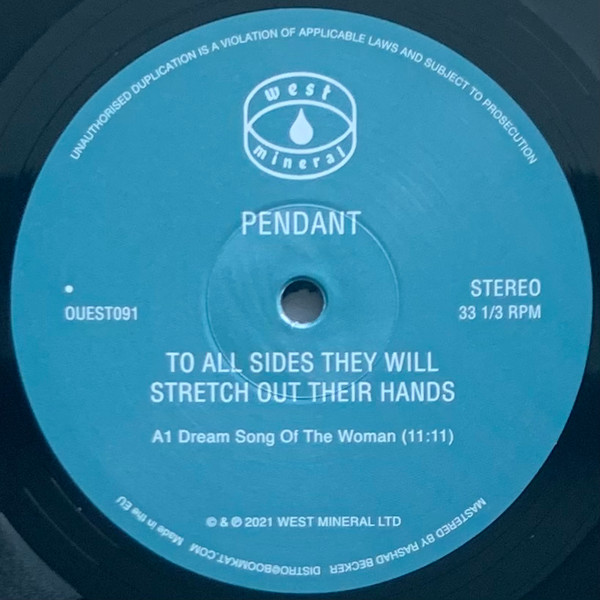 UNAUTHORISED DUPLICATION IS A VIOLATION OF APPLICABLE LAWS AND SUBJECT TO PROSECUTION
west
mineral
PENDANT
STEREO
OUEST091
33 1/3 RPM
TO ALL SIDES THEY WILL
STRETCH OUT THEIR HANDS
A1 Dream Song Of The Woman (11:11)
© & ℗ 2021 WEST MINERAL LTD
MASTERED BY RASHAD BECKER DISTRO@BOOMKAT.COM Made in the EU